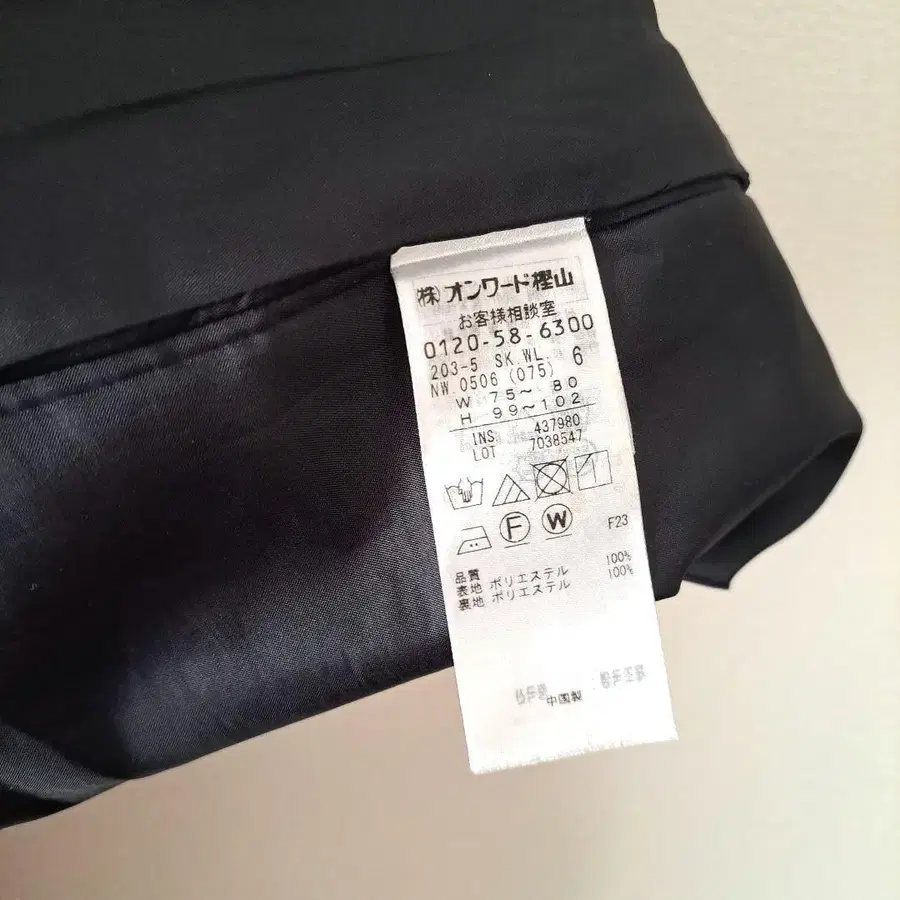 (株)オンワード樫山
お客様相談室
0120-58-6300
203-5 SK.WL. 6
NW.0506 (075)
W 75～ 80
H 99～102
INS 437980
LOT 7038547
F W F23
品質
表地 ポリエステル 100%
裏地 ポリエステル 100%
中国製